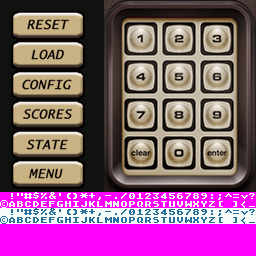 RESET
LOAD
CONFIG
SCORES
STATE
MENU
1 2 3
4 5 6
7 8 9
clear 0 enter
!"#$%&'()*+,-./0123456789:;^=v?
©ABCDEFGHIJKLMNOPQRSTUVWXYZ[ ](_
!"#$%&'()*+,-./0123456789:;^=v?
©ABCDEFGHIJKLMNOPQRSTUVWXYZ[ ](_